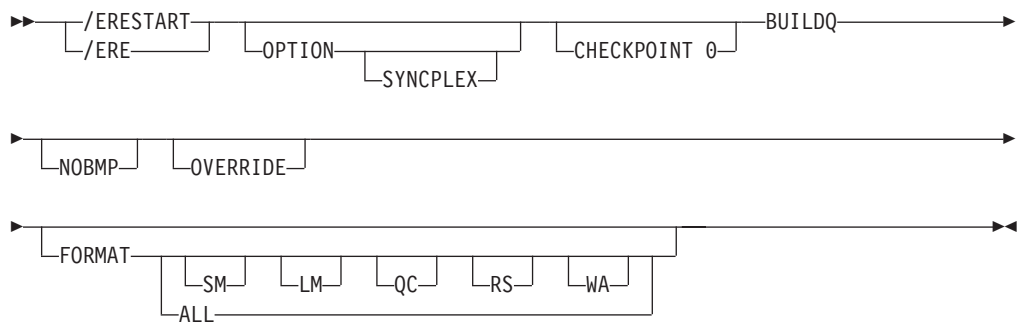 /ERESTART
/ERE
OPTION
SYNCPLEX
CHECKPOINT 0
BUILDQ
NOBMP
OVERRIDE
FORMAT
SM
LM
QC
RS
WA
ALL